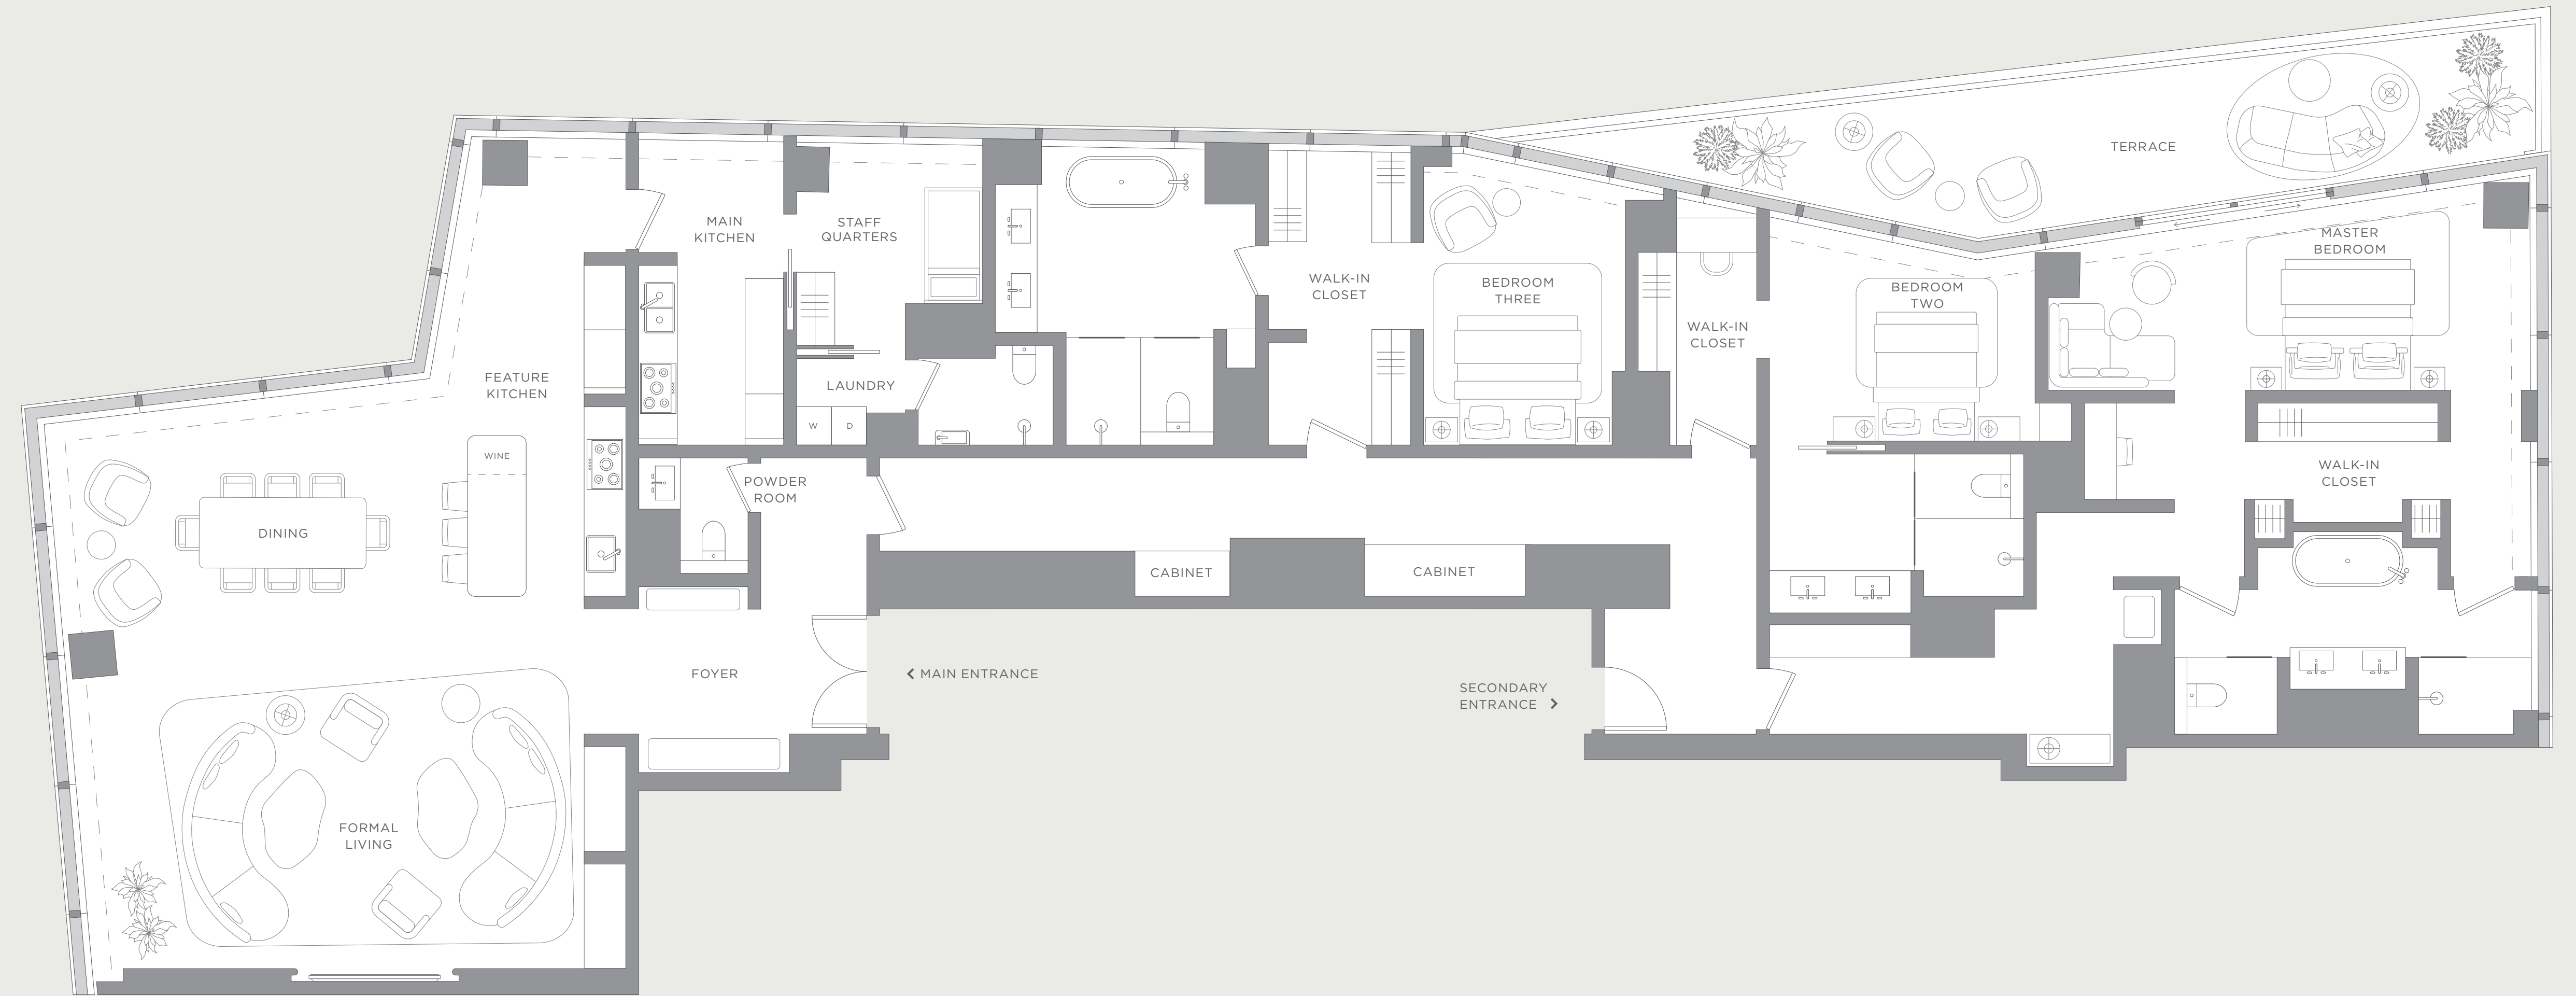 TERRACE
MAIN
KITCHEN
STAFF
QUARTERS
MASTER
BEDROOM
WALK-IN
CLOSET
BEDROOM
THREE
BEDROOM
TWO
WALK-IN
CLOSET
FEATURE
KITCHEN
LAUNDRY
W
D
WINE
POWDER
ROOM
WALK-IN
CLOSET
DINING
CABINET
CABINET
FOYER
MAIN ENTRANCE
SECONDARY
ENTRANCE
FORMAL
LIVING